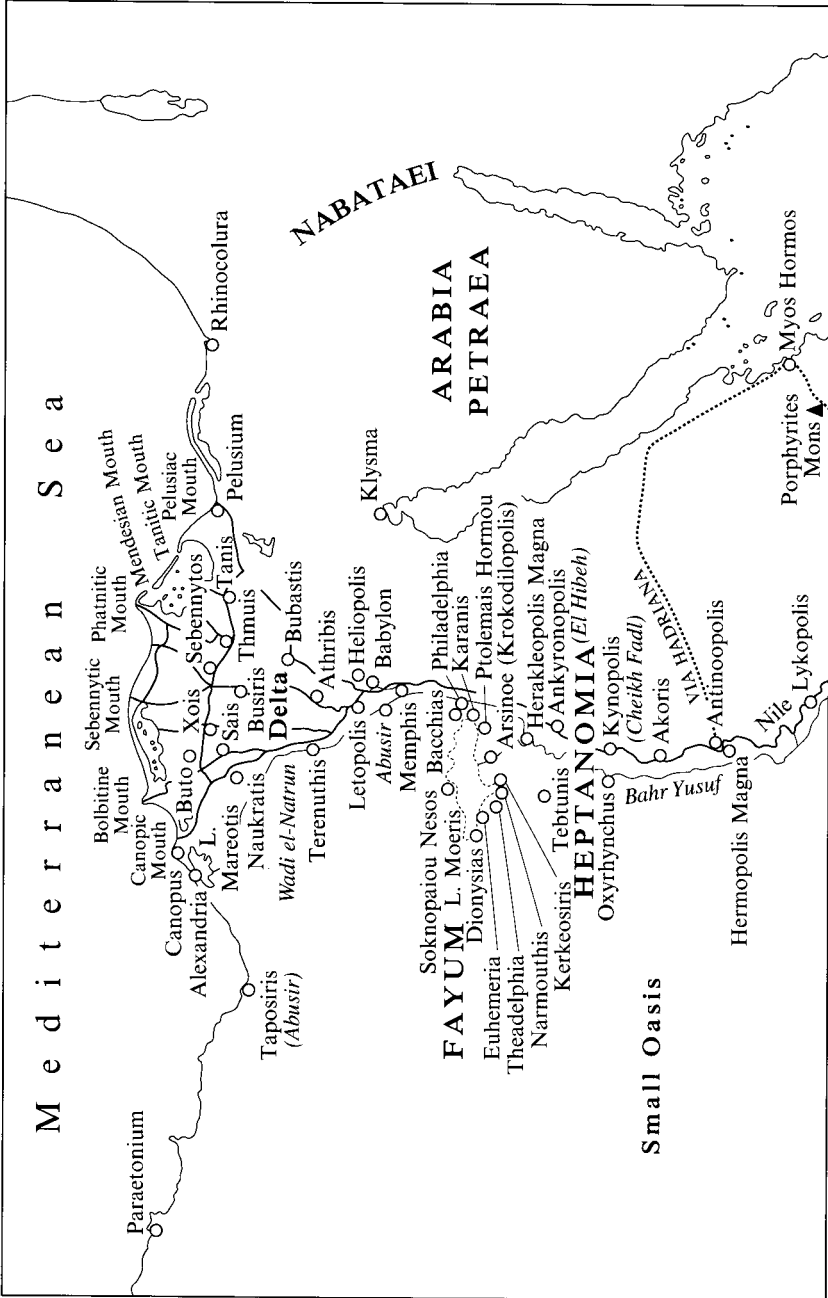 Mediterranean Sea
Paraetonium
Taposiris
(Abusir)
Alexandria
Canopus
Canopic
Mouth
Bolbitine
Mouth
Sebennytic
Mouth
Phatnitic
Mouth
Mendesian Mouth
Tanitic Mouth
Pelusiac
Mouth
Pelusium
Rhinocolura
Buto
Xois
Sebennytos
Tanis
Thmuis
L.
Mareotis
Sais
Busiris
Naukratis
Delta
Bubastis
Wadi el-Natrun
Terenuthis
Athribis
Letopolis
Heliopolis
Abusir
Babylon
Memphis
Klysma
NABATAEI
ARABIA
PETRAEA
Soknopaiou Nesos
Bacchias
Philadelphia
FAYUM
L. Moeris
Karanis
Dionysias
Ptolemais Hormou
Euhemeria
Arsinoe (Krokodilopolis)
Theadelphia
Herakleopolis Magna
Narmouthis
Ankyronopolis
Kerkeosiris
(El Hibeh)
Tebtunis
HEPTANOMIA
Oxyrhynchus
Kynopolis
(Cheikh Fadl)
Small Oasis
Bahr Yusuf
Akoris
VIA HADRIANA
Antinoopolis
Hermopolis Magna
Nile
Lykopolis
Myos Hormos
Porphyrites
Mons